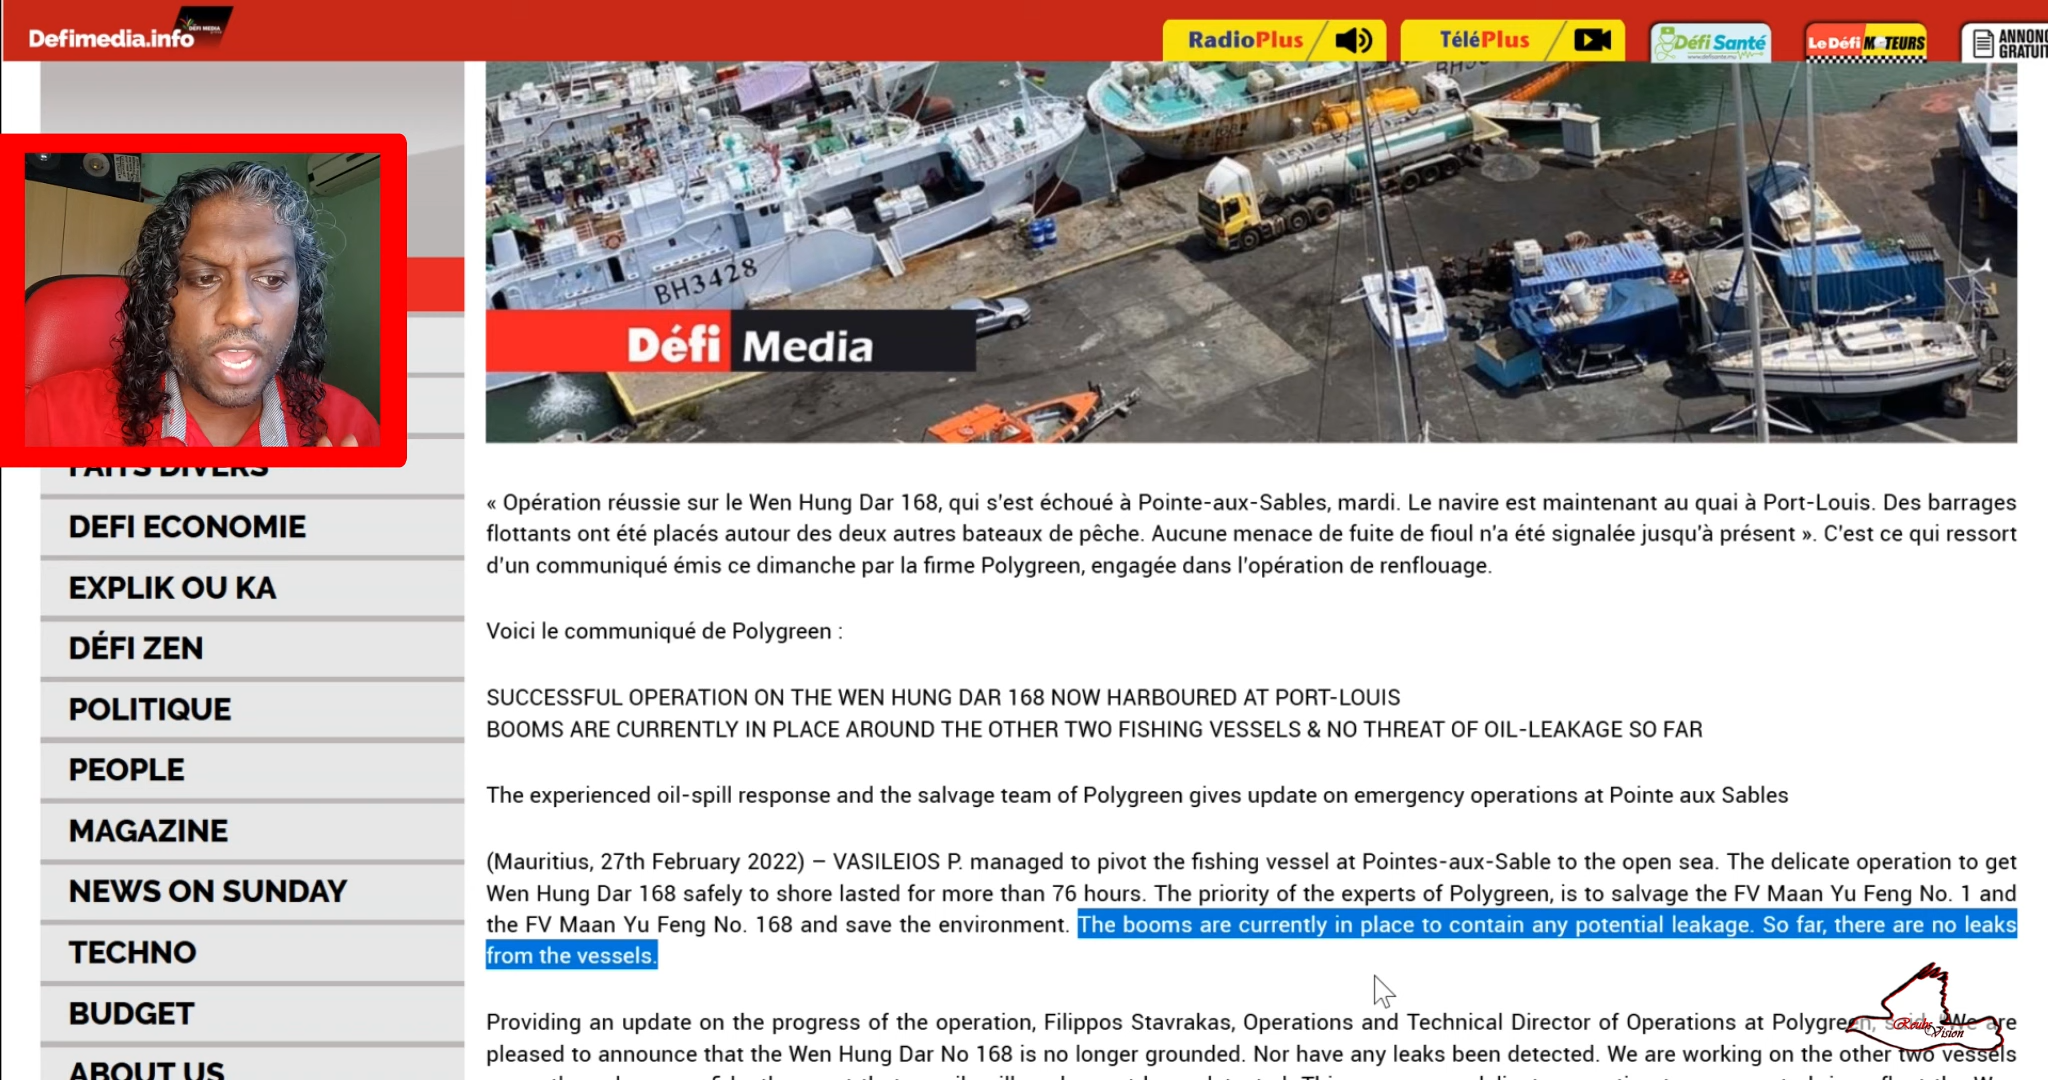 Defimedia.info
RadioPlus
TéléPlus
Défi Santé
www.defisante.mu
Le Défi MOTEURS
ANNONC
GRATUIT
BH3428
Défi Media
FAITS DIVERS
DEFI ECONOMIE
EXPLIK OU KA
DÉFI ZEN
POLITIQUE
PEOPLE
MAGAZINE
NEWS ON SUNDAY
TECHNO
BUDGET
ABOUT US
« Opération réussie sur le Wen Hung Dar 168, qui s'est échoué à Pointe-aux-Sables, mardi. Le navire est maintenant au quai à Port-Louis. Des barrages
flottants ont été placés autour des deux autres bateaux de pêche. Aucune menace de fuite de fioul n'a été signalée jusqu'à présent ». C'est ce qui ressort
d'un communiqué émis ce dimanche par la firme Polygreen, engagée dans l'opération de renflouage.
Voici le communiqué de Polygreen :
SUCCESSFUL OPERATION ON THE WEN HUNG DAR 168 NOW HARBOURED AT PORT-LOUIS
BOOMS ARE CURRENTLY IN PLACE AROUND THE OTHER TWO FISHING VESSELS & NO THREAT OF OIL-LEAKAGE SO FAR
The experienced oil-spill response and the salvage team of Polygreen gives update on emergency operations at Pointe aux Sables
(Mauritius, 27th February 2022) – VASILEIOS P. managed to pivot the fishing vessel at Pointes-aux-Sable to the open sea. The delicate operation to get
Wen Hung Dar 168 safely to shore lasted for more than 76 hours. The priority of the experts of Polygreen, is to salvage the FV Maan Yu Feng No. 1 and
the FV Maan Yu Feng No. 168 and save the environment. The booms are currently in place to contain any potential leakage. So far, there are no leaks
from the vessels.
Providing an update on the progress of the operation, Filippos Stavrakas, Operations and Technical Director of Operations at Polygreen, said, "We are
pleased to announce that the Wen Hung Dar No 168 is no longer grounded. Nor have any leaks been detected. We are working on the other two vessels
Roubs Vision